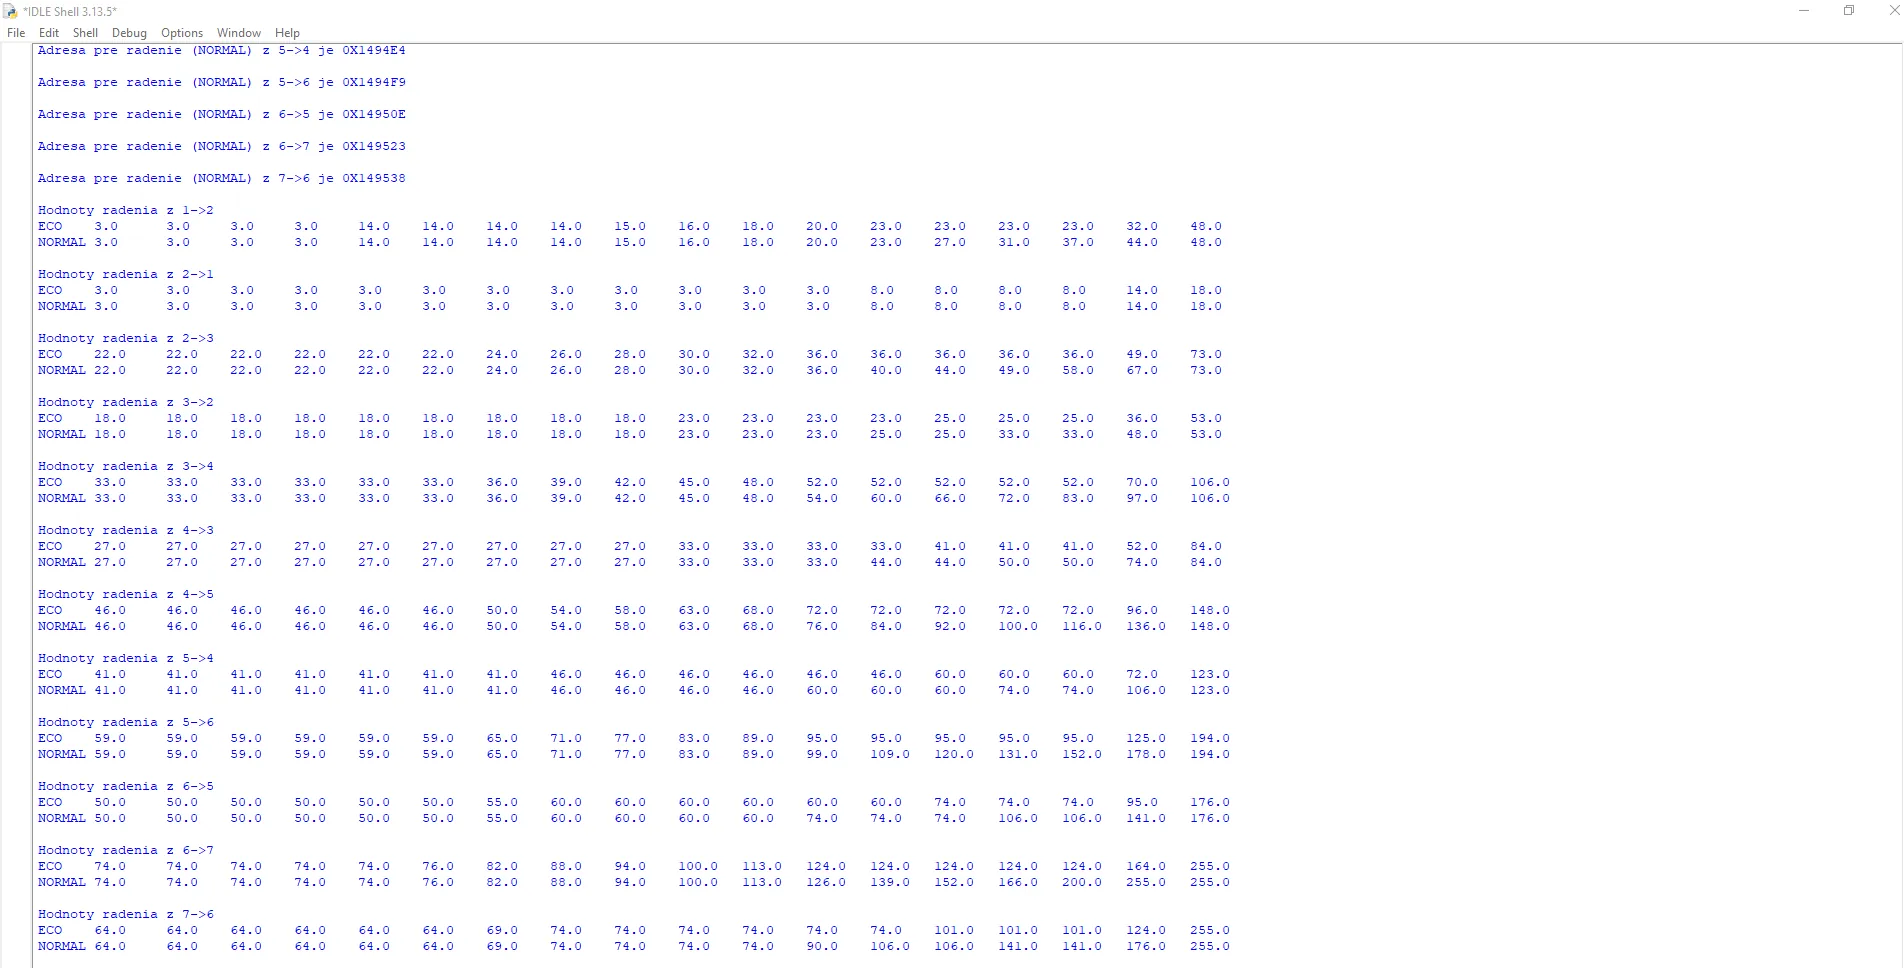 *IDLE Shell 3.13.5*
File Edit Shell Debug Options Window Help
Adresa pre radenie (NORMAL) z 5->4 je 0X1494E4
Adresa pre radenie (NORMAL) z 5->6 je 0X1494F9
Adresa pre radenie (NORMAL) z 6->5 je 0X14950E
Adresa pre radenie (NORMAL) z 6->7 je 0X149523
Adresa pre radenie (NORMAL) z 7->6 je 0X149538
Hodnoty radenia z 1->2
ECO 3.0 3.0 3.0 3.0 14.0 14.0 14.0 14.0 15.0 16.0 18.0 20.0 23.0 23.0 23.0 23.0 32.0 48.0
NORMAL 3.0 3.0 3.0 3.0 14.0 14.0 14.0 14.0 15.0 16.0 18.0 20.0 23.0 27.0 31.0 37.0 44.0 48.0
Hodnoty radenia z 2->1
ECO 3.0 3.0 3.0 3.0 3.0 3.0 3.0 3.0 3.0 3.0 3.0 3.0 8.0 8.0 8.0 8.0 14.0 18.0
NORMAL 3.0 3.0 3.0 3.0 3.0 3.0 3.0 3.0 3.0 3.0 3.0 3.0 8.0 8.0 8.0 8.0 14.0 18.0
Hodnoty radenia z 2->3
ECO 22.0 22.0 22.0 22.0 22.0 22.0 24.0 26.0 28.0 30.0 32.0 36.0 36.0 36.0 36.0 36.0 49.0 73.0
NORMAL 22.0 22.0 22.0 22.0 22.0 22.0 24.0 26.0 28.0 30.0 32.0 36.0 40.0 44.0 49.0 58.0 67.0 73.0
Hodnoty radenia z 3->2
ECO 18.0 18.0 18.0 18.0 18.0 18.0 18.0 18.0 18.0 23.0 23.0 23.0 23.0 25.0 25.0 25.0 36.0 53.0
NORMAL 18.0 18.0 18.0 18.0 18.0 18.0 18.0 18.0 18.0 23.0 23.0 23.0 25.0 25.0 33.0 33.0 48.0 53.0
Hodnoty radenia z 3->4
ECO 33.0 33.0 33.0 33.0 33.0 33.0 36.0 39.0 42.0 45.0 48.0 52.0 52.0 52.0 52.0 52.0 70.0 106.0
NORMAL 33.0 33.0 33.0 33.0 33.0 33.0 36.0 39.0 42.0 45.0 48.0 54.0 60.0 66.0 72.0 83.0 97.0 106.0
Hodnoty radenia z 4->3
ECO 27.0 27.0 27.0 27.0 27.0 27.0 27.0 27.0 27.0 33.0 33.0 33.0 33.0 41.0 41.0 41.0 52.0 84.0
NORMAL 27.0 27.0 27.0 27.0 27.0 27.0 27.0 27.0 27.0 33.0 33.0 33.0 44.0 44.0 50.0 50.0 74.0 84.0
Hodnoty radenia z 4->5
ECO 46.0 46.0 46.0 46.0 46.0 46.0 50.0 54.0 58.0 63.0 68.0 72.0 72.0 72.0 72.0 72.0 96.0 148.0
NORMAL 46.0 46.0 46.0 46.0 46.0 46.0 50.0 54.0 58.0 63.0 68.0 76.0 84.0 92.0 100.0 116.0 136.0 148.0
Hodnoty radenia z 5->4
ECO 41.0 41.0 41.0 41.0 41.0 41.0 41.0 46.0 46.0 46.0 46.0 46.0 46.0 60.0 60.0 60.0 72.0 123.0
NORMAL 41.0 41.0 41.0 41.0 41.0 41.0 41.0 46.0 46.0 46.0 46.0 60.0 60.0 60.0 74.0 74.0 106.0 123.0
Hodnoty radenia z 5->6
ECO 59.0 59.0 59.0 59.0 59.0 59.0 65.0 71.0 77.0 83.0 89.0 95.0 95.0 95.0 95.0 95.0 125.0 194.0
NORMAL 59.0 59.0 59.0 59.0 59.0 59.0 65.0 71.0 77.0 83.0 89.0 99.0 109.0 120.0 131.0 152.0 178.0 194.0
Hodnoty radenia z 6->5
ECO 50.0 50.0 50.0 50.0 50.0 50.0 55.0 60.0 60.0 60.0 60.0 60.0 60.0 74.0 74.0 74.0 95.0 176.0
NORMAL 50.0 50.0 50.0 50.0 50.0 50.0 55.0 60.0 60.0 60.0 60.0 74.0 74.0 74.0 106.0 106.0 141.0 176.0
Hodnoty radenia z 6->7
ECO 74.0 74.0 74.0 74.0 74.0 76.0 82.0 88.0 94.0 100.0 113.0 124.0 124.0 124.0 124.0 124.0 164.0 255.0
NORMAL 74.0 74.0 74.0 74.0 74.0 76.0 82.0 88.0 94.0 100.0 113.0 126.0 139.0 152.0 166.0 200.0 255.0 255.0
Hodnoty radenia z 7->6
ECO 64.0 64.0 64.0 64.0 64.0 64.0 69.0 74.0 74.0 74.0 74.0 74.0 74.0 101.0 101.0 101.0 124.0 255.0
NORMAL 64.0 64.0 64.0 64.0 64.0 64.0 69.0 74.0 74.0 74.0 74.0 90.0 106.0 106.0 141.0 141.0 176.0 255.0